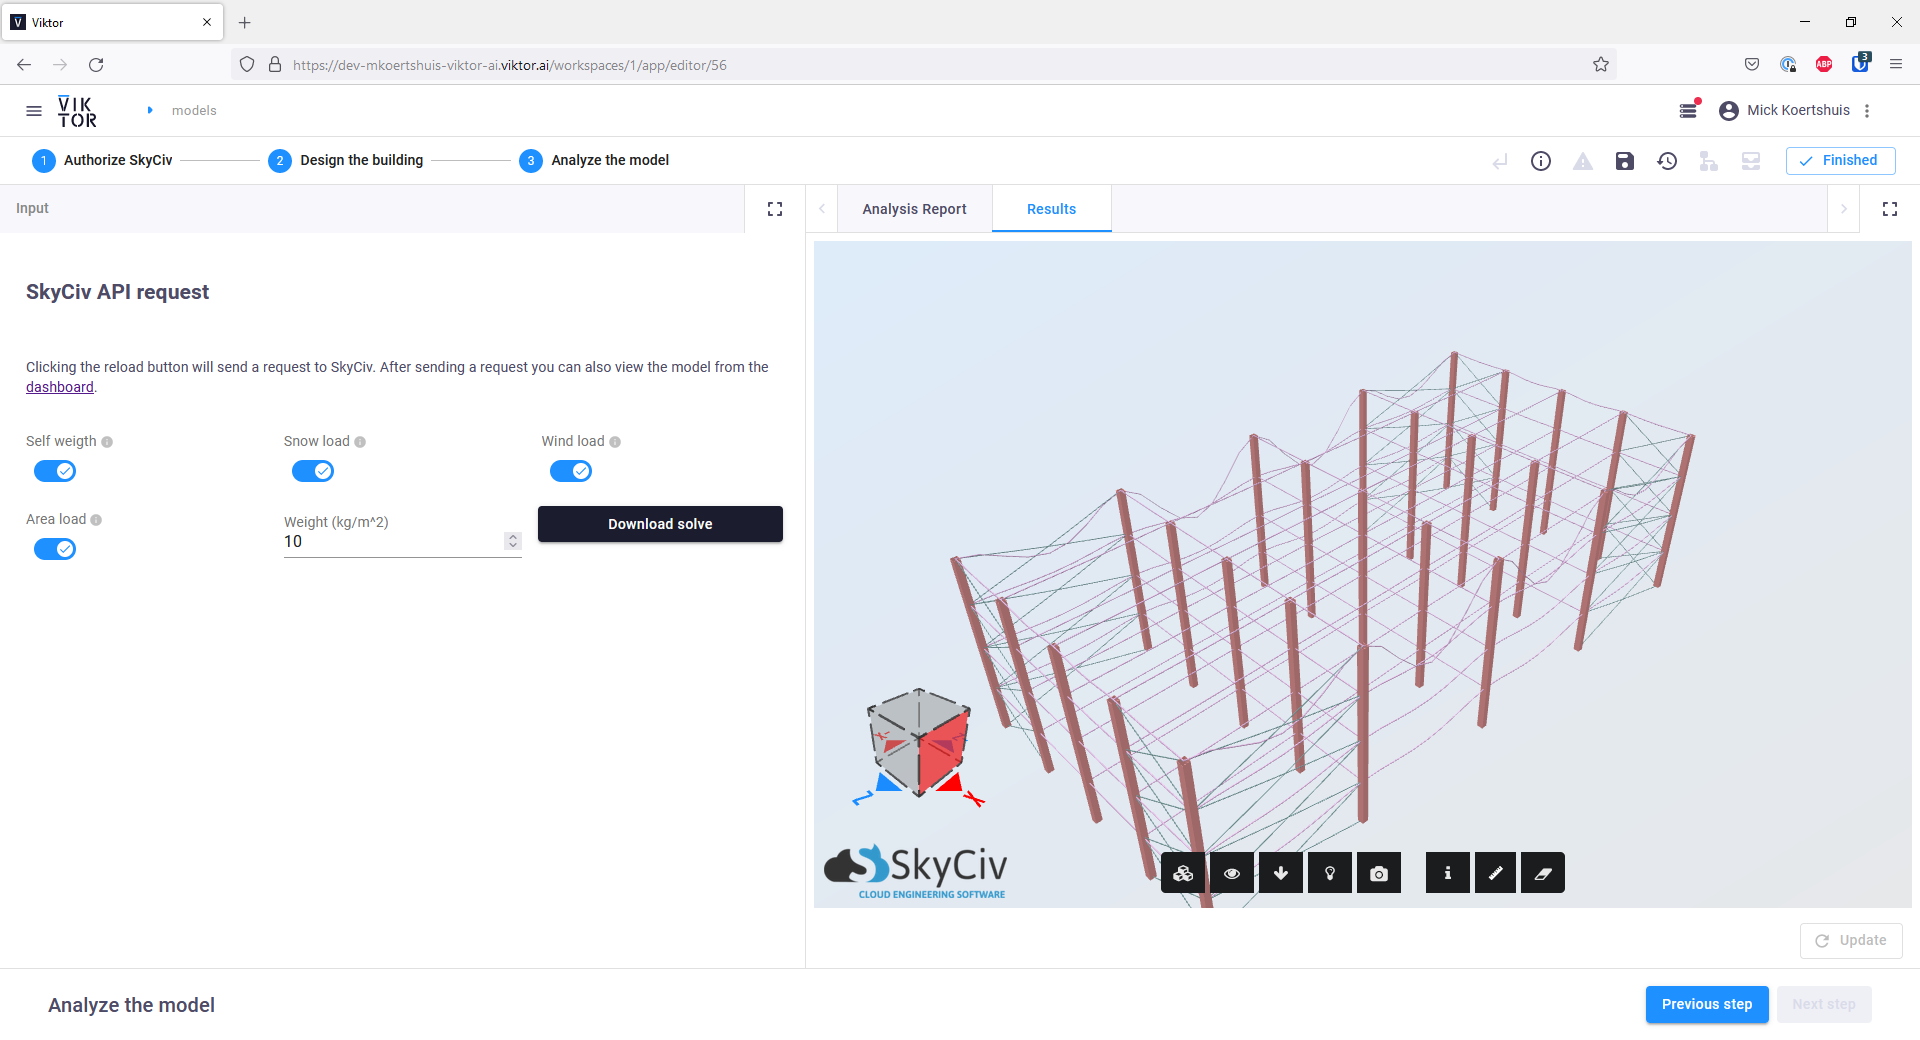 Viktor
https://dev-mkoertshuis-viktor-ai.viktor.ai/workspaces/1/app/editor/56
ABP
3
VIK
TOR
models
Mick Koertshuis
1 Authorize SkyCiv
2 Design the building
3 Analyze the model
Finished
Input
Analysis Report
Results
SkyCiv API request
Clicking the reload button will send a request to SkyCiv. After sending a request you can also view the model from the
dashboard.
Self weigth
Snow load
Wind load
Area load
Weight (kg/m^2)
10
Download solve
Z
X
SkyCiv
CLOUD ENGINEERING SOFTWARE
Update
Analyze the model
Previous step
Next step